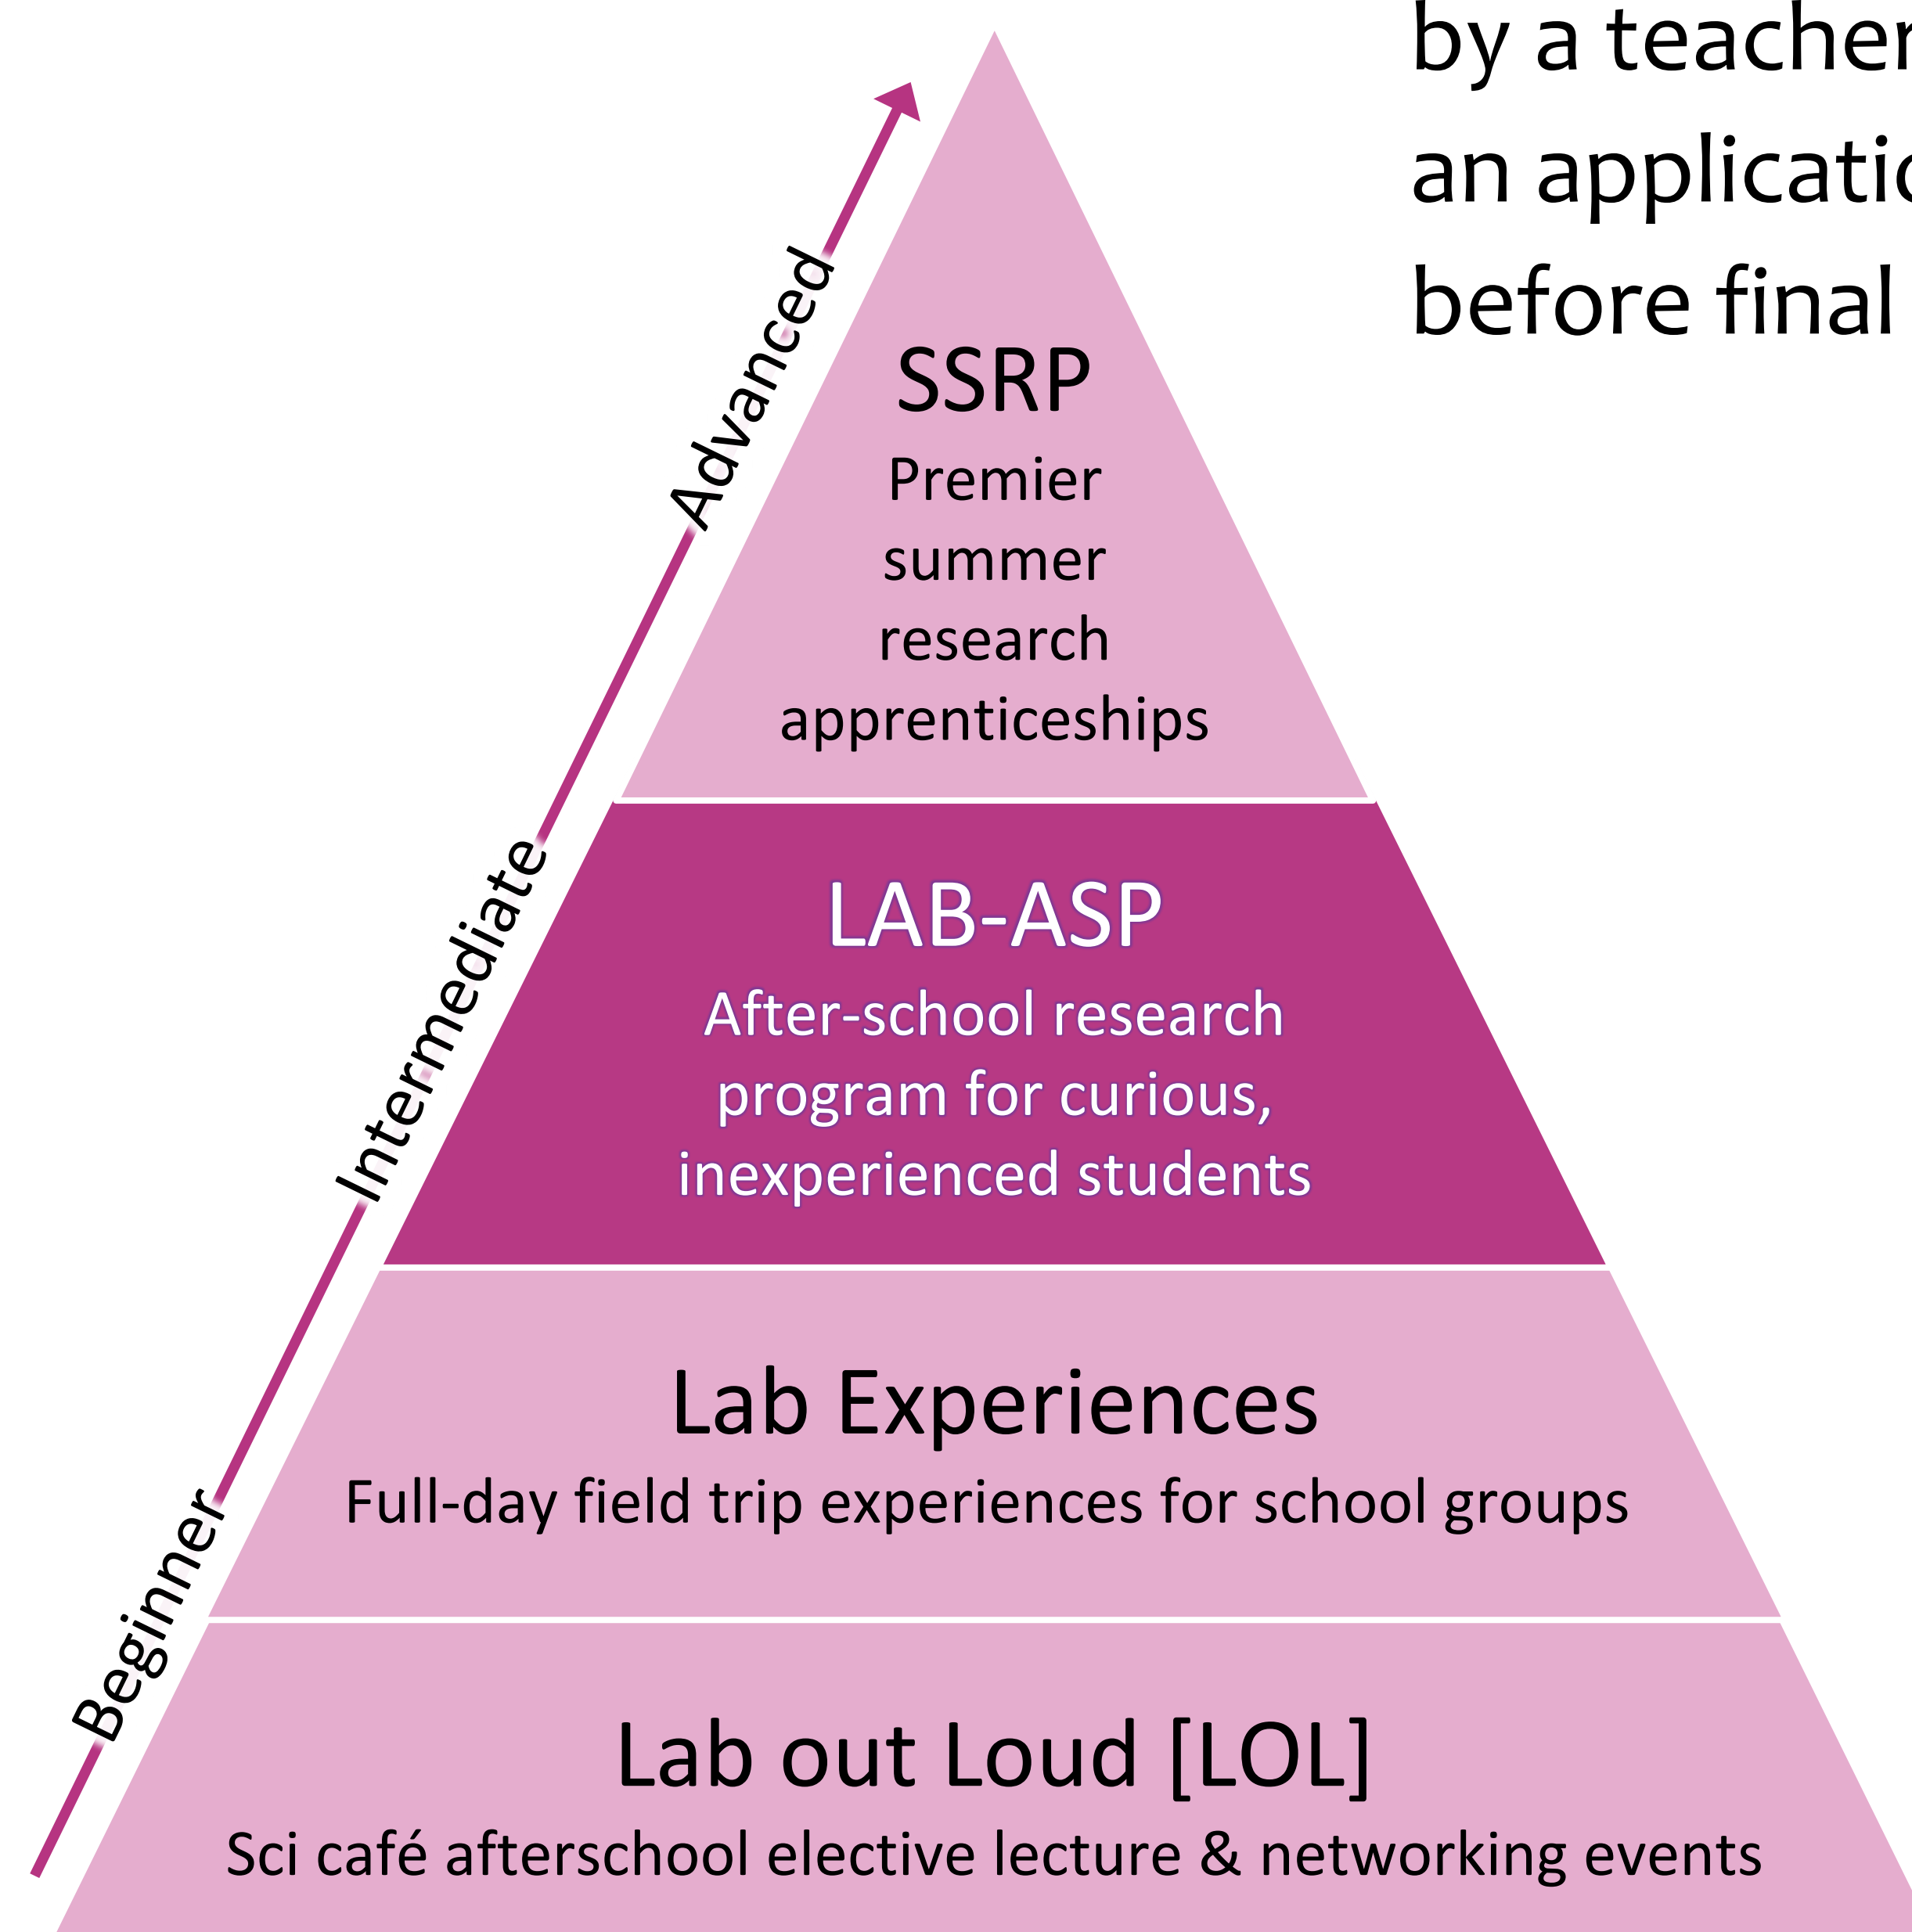 by a teacher
an applicatio
before final
Advanced
SSRP
Premier
summer
research
apprenticeships
Intermediate
LAB-ASP
After-school research
program for curious,
inexperienced students
Lab Experiences
Full-day field trip experiences for school groups
Beginner
Lab out Loud [LOL]
Sci café afterschool elective lecture & networking events